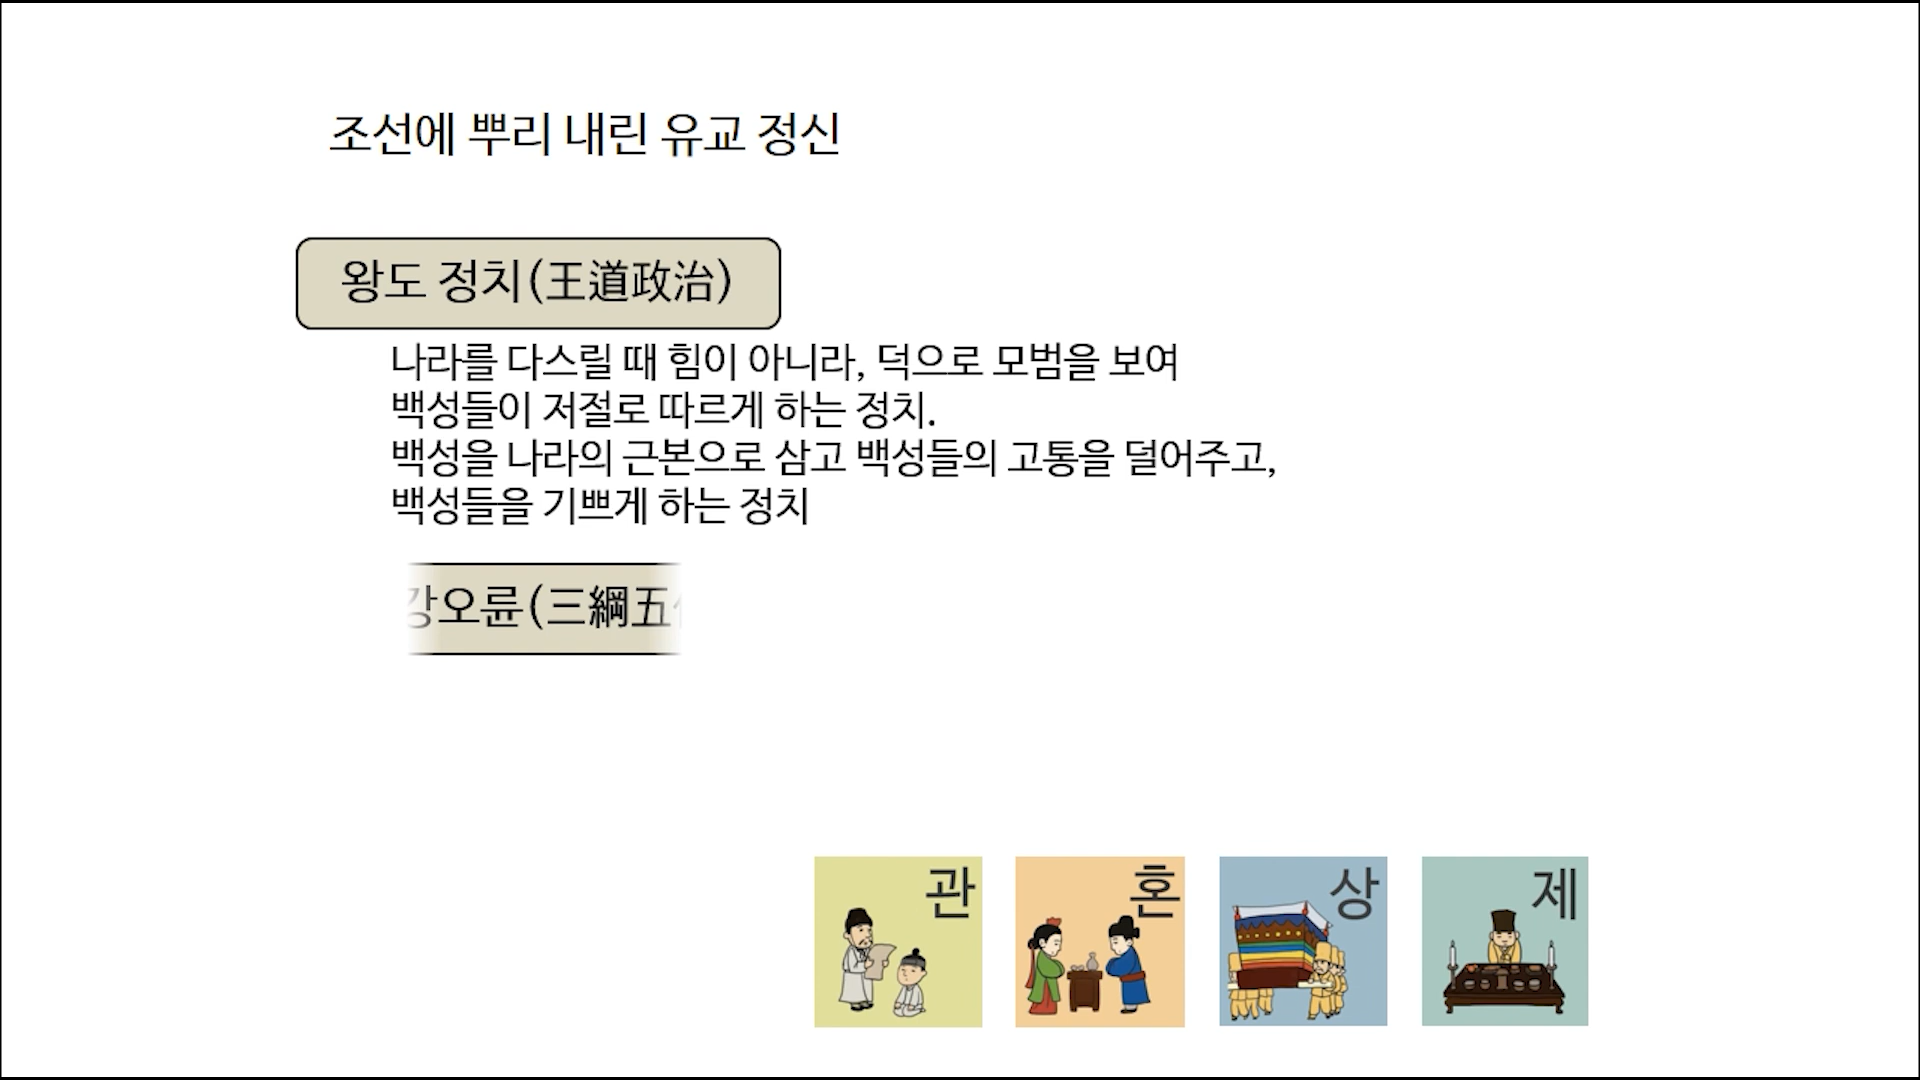 조선에 뿌리 내린 유교 정신
왕도 정치(王道政治)
나라를 다스릴 때 힘이 아니라, 덕으로 모범을 보여
백성들이 저절로 따르게 하는 정치.
백성을 나라의 근본으로 삼고 백성들의 고통을 덜어주고,
백성들을 기쁘게 하는 정치
강오륜(三綱五
관
혼
상
제